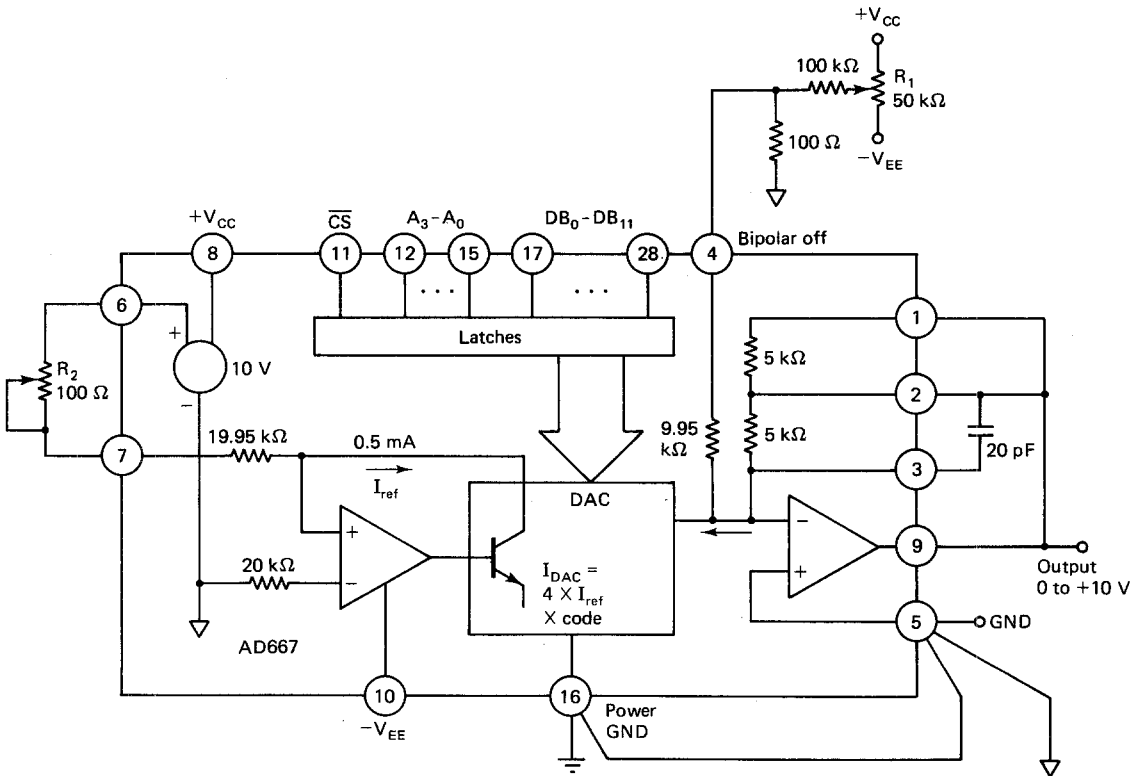 +V_CC
100 kΩ
R_1
50 kΩ
100 Ω
−V_EE
+V_CC
C̅S̅
A_3–A_0
DB_0–DB_11
Bipolar off
8
11
12
15
17
28
4
6
. . .
. . .
1
Latches
+
R_2
100 Ω
10 V
−
5 kΩ
2
7
19.95 kΩ
0.5 mA
I_ref
9.95
kΩ
5 kΩ
20 pF
3
DAC
+
−
9
20 kΩ
−
I_DAC =
4 × I_ref
× code
+
Output
0 to +10 V
5
GND
AD667
10
−V_EE
16
Power
GND